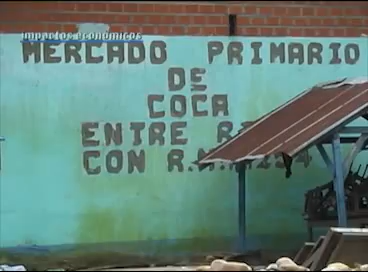 impactos económicos
MERCADO PRIMARIO
DE
COCA
ENTRE
CON